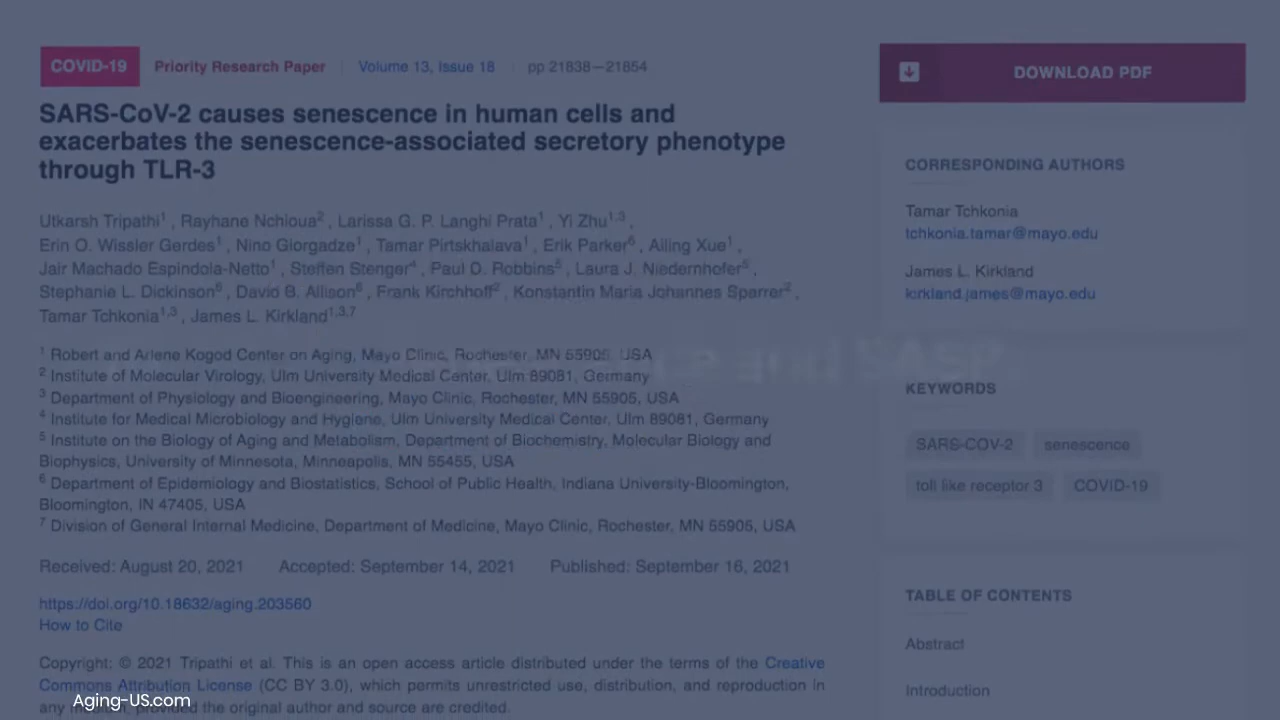 COVID-19 Priority Research Paper Volume 13, Issue 18 pp 21838—21854
SARS-CoV-2 causes senescence in human cells and
exacerbates the senescence-associated secretory phenotype
through TLR-3
Utkarsh Tripathi1 , Rayhane Nchioua2 , Larissa G. P. Langhi Prata1 , Yi Zhu1,3 ,
Erin O. Wissler Gerdes1 , Nino Giorgadze1 , Tamar Pirtskhalava1 , Erik Parker6 , Ailing Xue1 ,
Jair Machado Espindola-Netto1 , Steffen Stenger4 , Paul D. Robbins5 , Laura J. Niedernhofer5 ,
Stephanie L. Dickinson6 , David B. Allison6 , Frank Kirchhoff2 , Konstantin Maria Johannes Sparrer2 ,
Tamar Tchkonia1,3 , James L. Kirkland1,3,7
1 Robert and Arlene Kogod Center on Aging, Mayo Clinic, Rochester, MN 55905, USA
2 Institute of Molecular Virology, Ulm University Medical Center, Ulm 89081, Germany
3 Department of Physiology and Bioengineering, Mayo Clinic, Rochester, MN 55905, USA
4 Institute for Medical Microbiology and Hygiene, Ulm University Medical Center, Ulm 89081, Germany
5 Institute on the Biology of Aging and Metabolism, Department of Biochemistry, Molecular Biology and
Biophysics, University of Minnesota, Minneapolis, MN 55455, USA
6 Department of Epidemiology and Biostatistics, School of Public Health, Indiana University-Bloomington,
Bloomington, IN 47405, USA
7 Division of General Internal Medicine, Department of Medicine, Mayo Clinic, Rochester, MN 55905, USA
Received: August 20, 2021 Accepted: September 14, 2021 Published: September 16, 2021
https://doi.org/10.18632/aging.203560
How to Cite
Copyright: © 2021 Tripathi et al. This is an open access article distributed under the terms of the Creative
Commons Attribution License (CC BY 3.0), which permits unrestricted use, distribution, and reproduction in
any medium, provided the original author and source are credited.
Aging-US.com
DOWNLOAD PDF
CORRESPONDING AUTHORS
Tamar Tchkonia
tchkonia.tamar@mayo.edu
James L. Kirkland
kirkland.james@mayo.edu
and SASP
KEYWORDS
SARS-COV-2 senescence
toll like receptor 3 COVID-19
TABLE OF CONTENTS
Abstract
Introduction